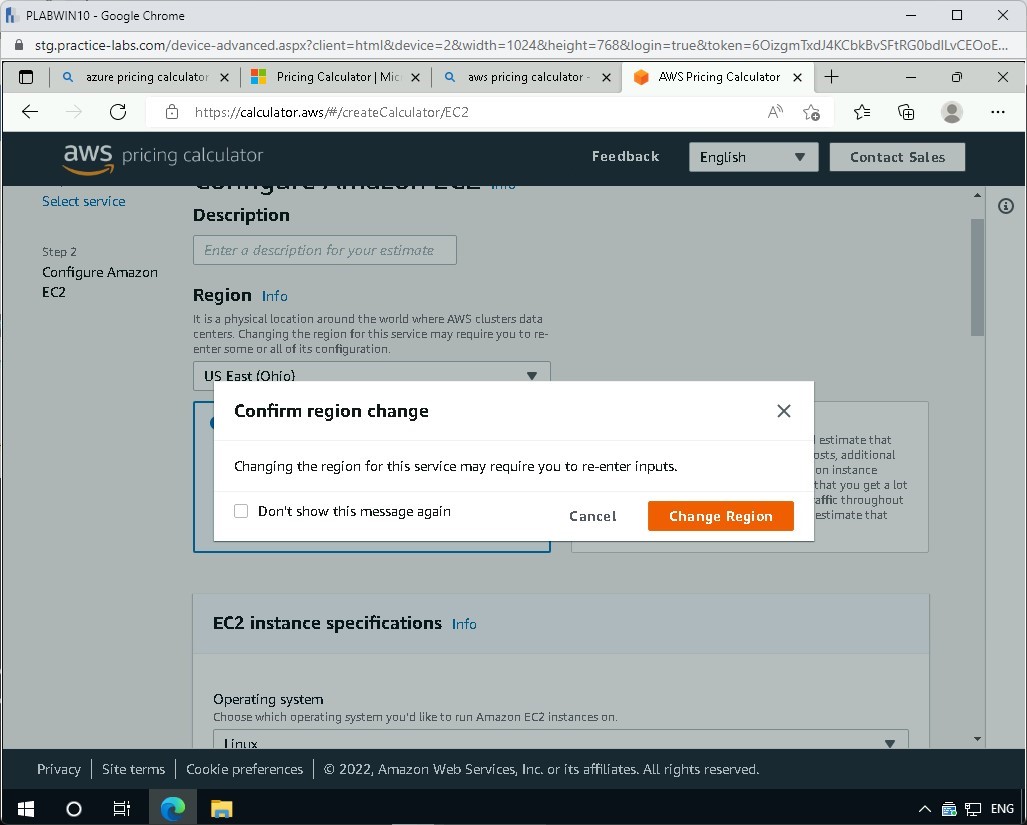 PLABWIN10 - Google Chrome
stg.practice-labs.com/device-advanced.aspx?client=html&device=2&width=1024&height=768&login=true&token=6OizgmTxdJ4KCbkBvSFtRG0bdlLvCEOoE...
azure pricing calculator
Pricing Calculator | Mic
aws pricing calculator -
AWS Pricing Calculator
https://calculator.aws/#/createCalculator/EC2
aws pricing calculator
Feedback
English
Contact Sales
Configure Amazon EC2 Info
Select service
Description
Enter a description for your estimate
Step 2
Configure Amazon
EC2
Region Info
It is a physical location around the world where AWS clusters data
centers. Changing the region for this service may require you to re-
enter some or all of its configuration.
US East (Ohio)
Confirm region change
Changing the region for this service may require you to re-enter inputs.
Don't show this message again
Cancel
Change Region
estimate that
osts, additional
on instance
that you get a lot
affic throughout
estimate that
EC2 instance specifications Info
Operating system
Choose which operating system you'd like to run Amazon EC2 instances on.
Linux
Privacy
Site terms
Cookie preferences
© 2022, Amazon Web Services, Inc. or its affiliates. All rights reserved.
ENG